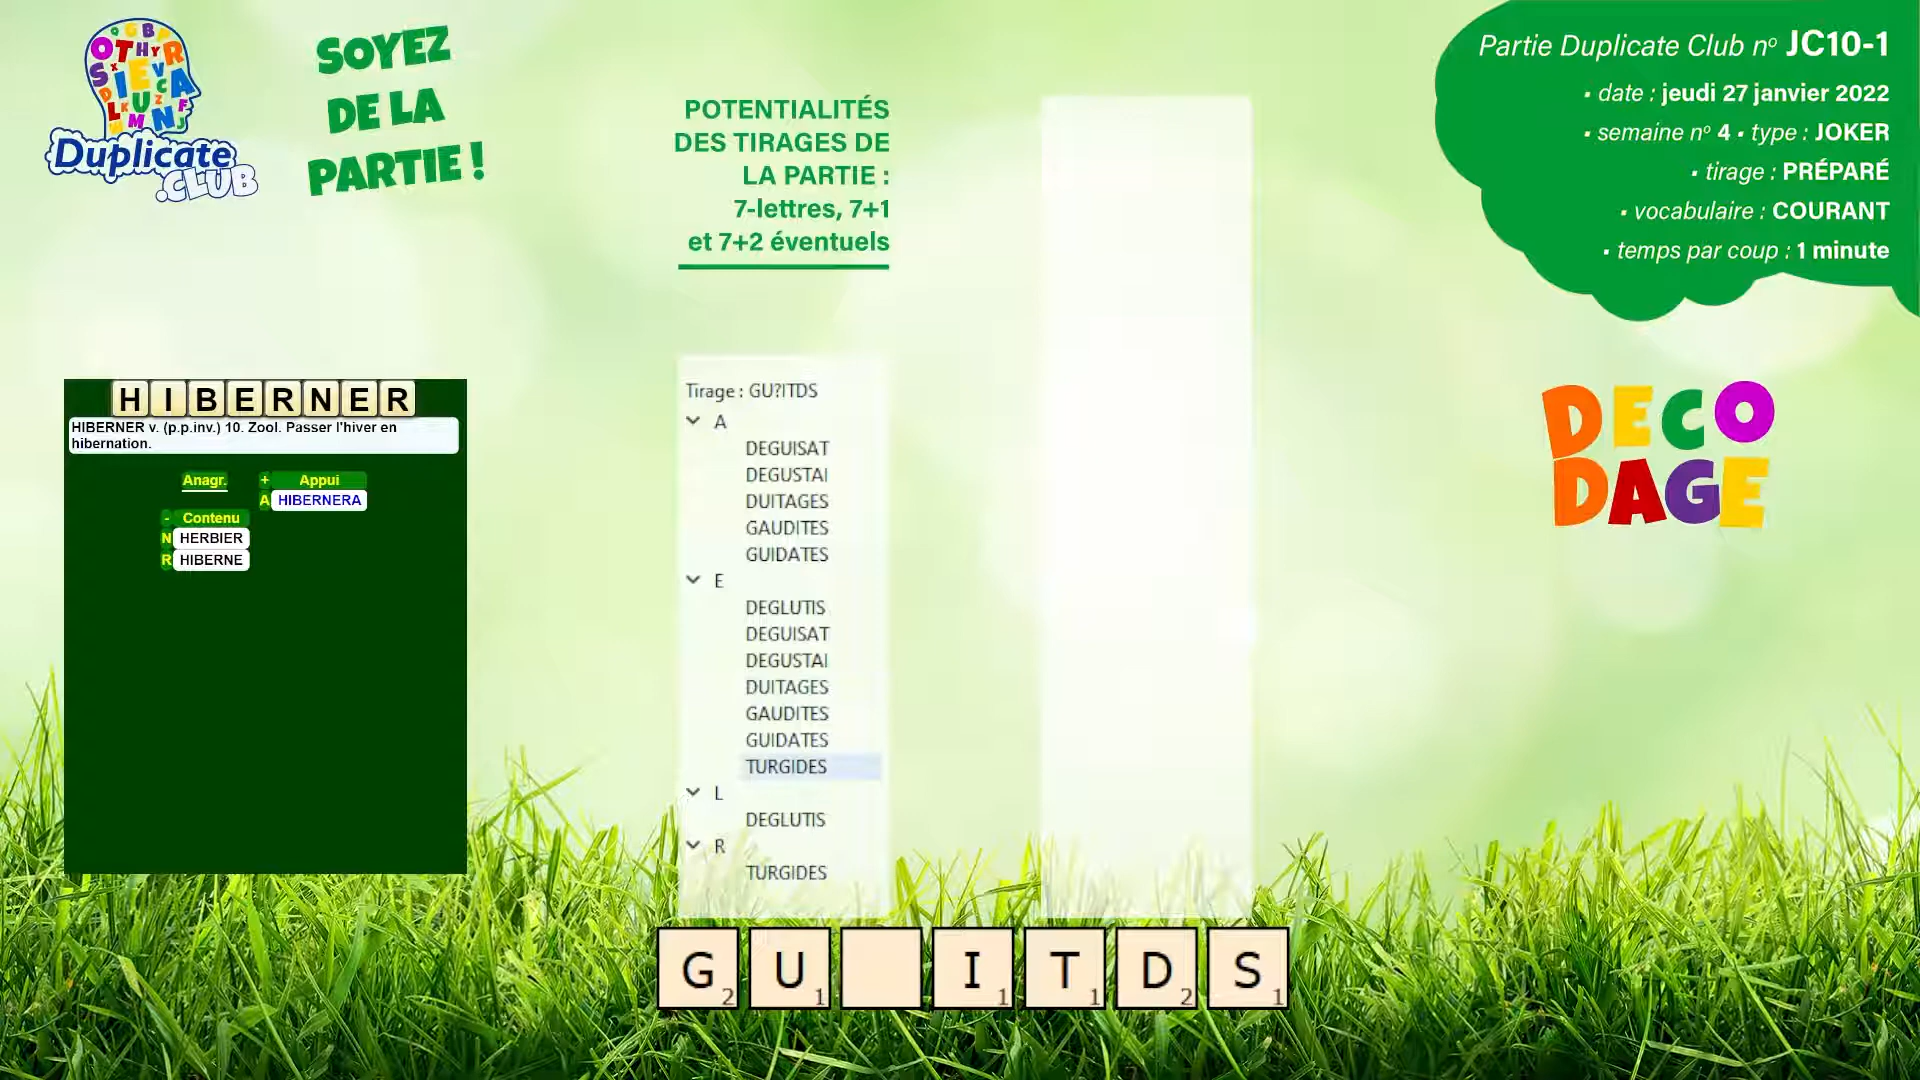 Duplicate
.CLUB
SOYEZ
DE LA
PARTIE !
POTENTIALITÉS
DES TIRAGES DE
LA PARTIE :
7-lettres, 7+1
et 7+2 éventuels
Partie Duplicate Club nº JC10-1
• date : jeudi 27 janvier 2022
• semaine nº 4 • type : JOKER
• tirage : PRÉPARÉ
• vocabulaire : COURANT
• temps par coup : 1 minute
HIBERNER
HIBERNER v. (p.p.inv.) 10. Zool. Passer l'hiver en
hibernation.
Anagr. + Appui
A HIBERNERA
- Contenu
N HERBIER
R HIBERNE
Tirage : GU?ITDS
A
DEGUISAT
DEGUSTAI
DUITAGES
GAUDITES
GUIDATES
E
DEGLUTIS
DEGUISAT
DEGUSTAI
DUITAGES
GAUDITES
GUIDATES
TURGIDES
L
DEGLUTIS
R
TURGIDES
DECO
DAGE
G2 U1 I1 T1 D2 S1